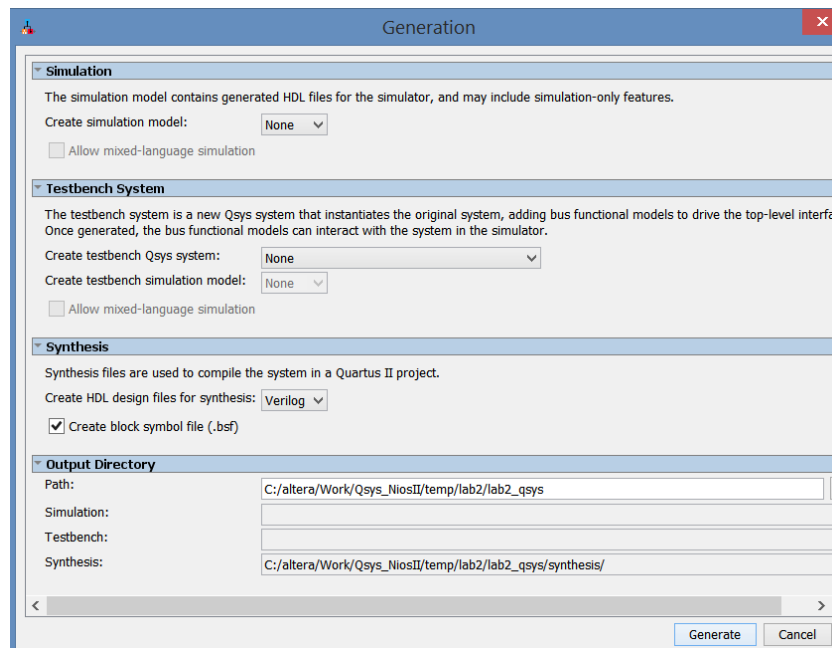 Generation
Simulation
The simulation model contains generated HDL files for the simulator, and may include simulation-only features.
Create simulation model: None
Allow mixed-language simulation
Testbench System
The testbench system is a new Qsys system that instantiates the original system, adding bus functional models to drive the top-level interfa
Once generated, the bus functional models can interact with the system in the simulator.
Create testbench Qsys system: None
Create testbench simulation model: None
Allow mixed-language simulation
Synthesis
Synthesis files are used to compile the system in a Quartus II project.
Create HDL design files for synthesis: Verilog
Create block symbol file (.bsf)
Output Directory
Path: C:/altera/Work/Qsys_NiosII/temp/lab2/lab2_qsys
Simulation:
Testbench:
Synthesis: C:/altera/Work/Qsys_NiosII/temp/lab2/lab2_qsys/synthesis/
Generate Cancel